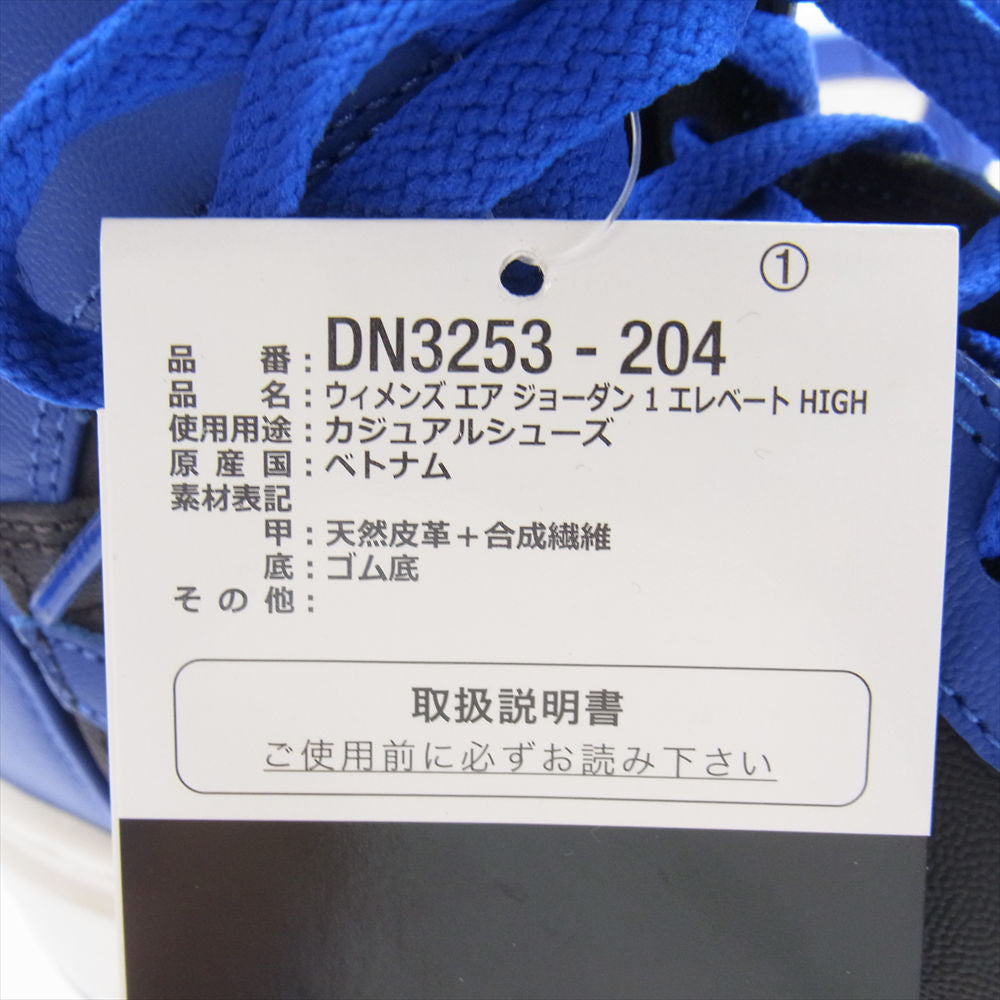 ①
品番：DN3253 - 204
品名：ウィメンズ エア ジョーダン 1 エレベート HIGH
使用用途：カジュアルシューズ
原産国：ベトナム
素材表記
甲：天然皮革＋合成繊維
底：ゴム底
その他：
取扱説明書
ご使用前に必ずお読み下さい